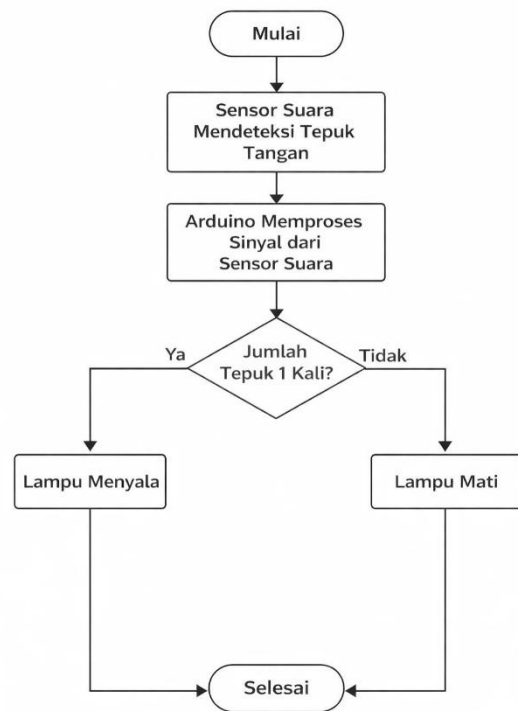 Mulai
Sensor Suara
Mendeteksi Tepuk
Tangan
Arduino Memproses
Sinyal dari
Sensor Suara
Ya
Jumlah
Tepuk 1 Kali?
Tidak
Lampu Menyala
Lampu Mati
Selesai